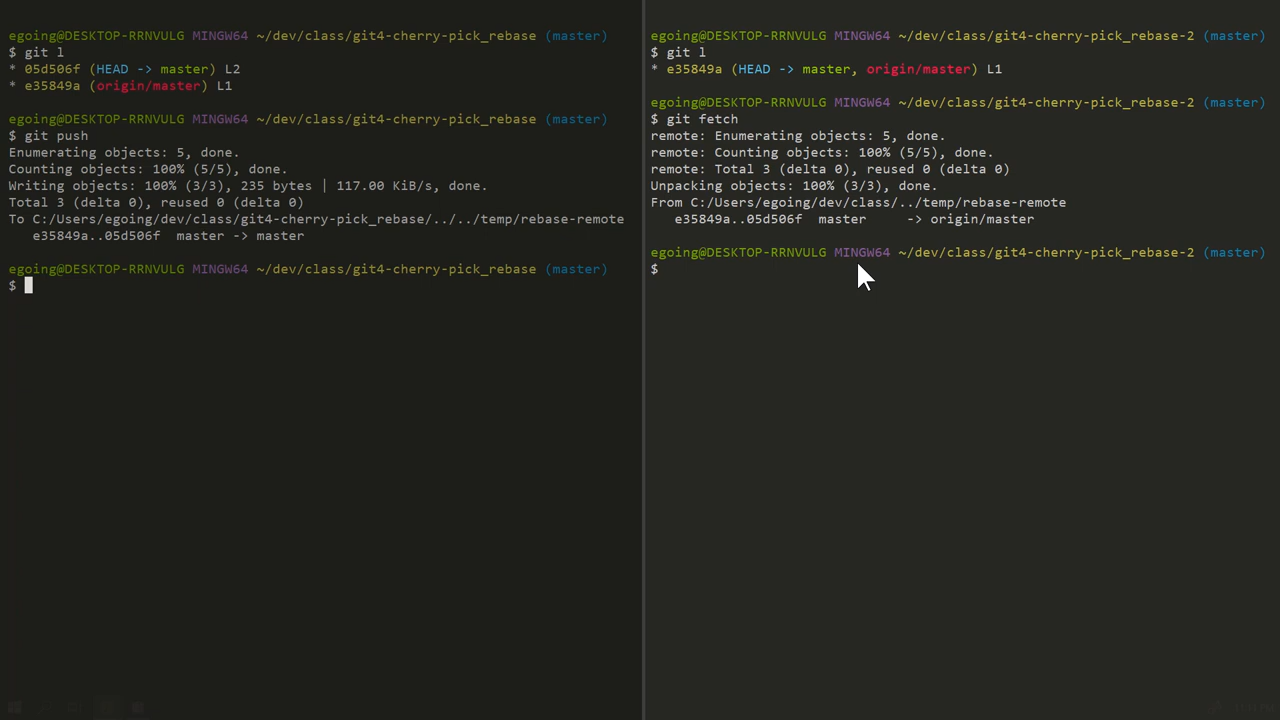 egoing@DESKTOP-RRNVULG MINGW64 ~/dev/class/git4-cherry-pick_rebase (master)
$ git l
* 05d506f (HEAD -> master) L2
* e35849a (origin/master) L1
egoing@DESKTOP-RRNVULG MINGW64 ~/dev/class/git4-cherry-pick_rebase (master)
$ git push
Enumerating objects: 5, done.
Counting objects: 100% (5/5), done.
Writing objects: 100% (3/3), 235 bytes | 117.00 KiB/s, done.
Total 3 (delta 0), reused 0 (delta 0)
To C:/Users/egoing/dev/class/git4-cherry-pick_rebase/../../temp/rebase-remote
   e35849a..05d506f  master -> master
egoing@DESKTOP-RRNVULG MINGW64 ~/dev/class/git4-cherry-pick_rebase (master)
$
egoing@DESKTOP-RRNVULG MINGW64 ~/dev/class/git4-cherry-pick_rebase-2 (master)
$ git l
* e35849a (HEAD -> master, origin/master) L1
egoing@DESKTOP-RRNVULG MINGW64 ~/dev/class/git4-cherry-pick_rebase-2 (master)
$ git fetch
remote: Enumerating objects: 5, done.
remote: Counting objects: 100% (5/5), done.
remote: Total 3 (delta 0), reused 0 (delta 0)
Unpacking objects: 100% (3/3), done.
From C:/Users/egoing/dev/class/../temp/rebase-remote
   e35849a..05d506f  master     -> origin/master
egoing@DESKTOP-RRNVULG MINGW64 ~/dev/class/git4-cherry-pick_rebase-2 (master)
$